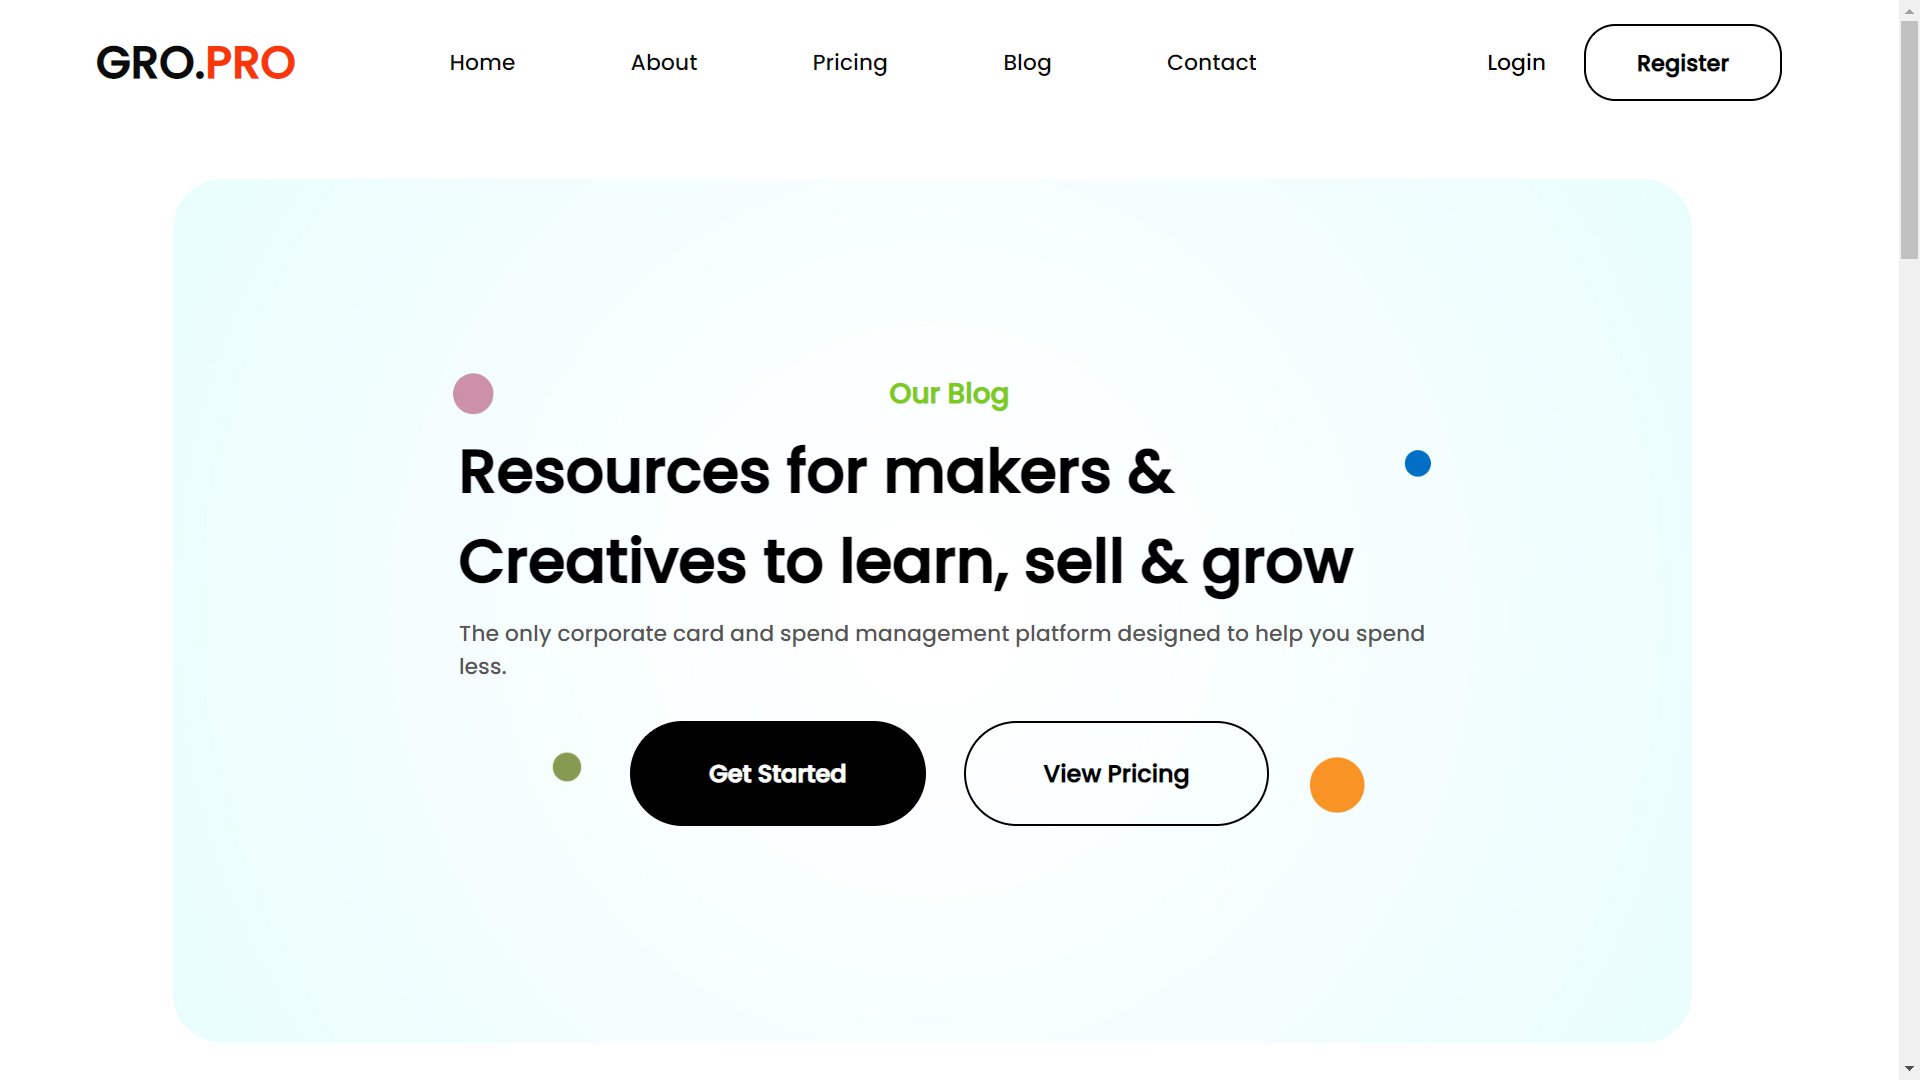 GRO.PRO
Home
About
Pricing
Blog
Contact
Login
Register
Our Blog
Resources for makers &
Creatives to learn, sell & grow
The only corporate card and spend management platform designed to help you spend
less.
Get Started
View Pricing